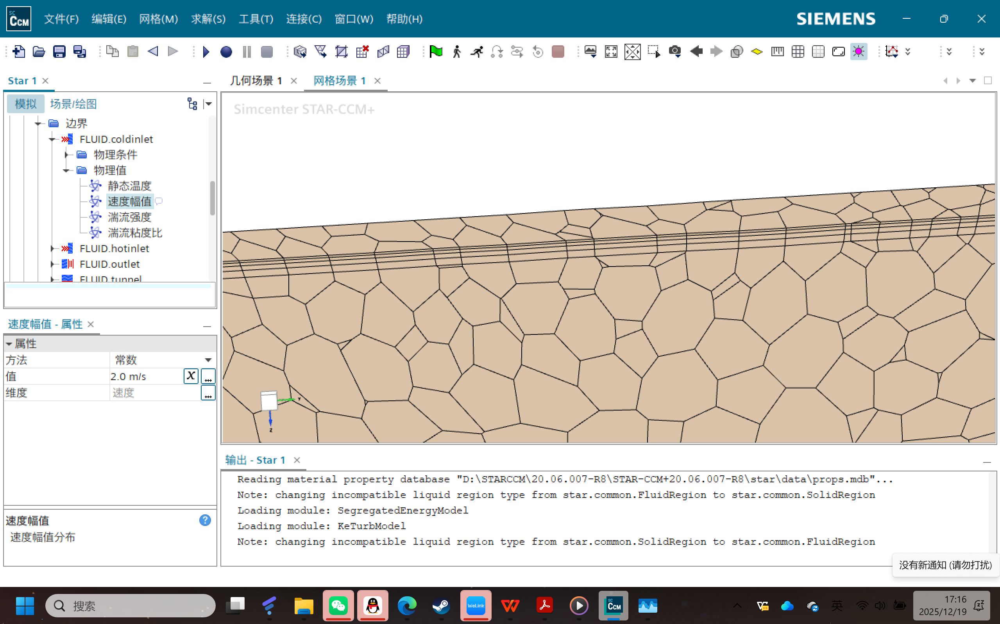 SC
CCM
文件(F) 编辑(E) 网格(M) 求解(S) 工具(T) 连接(C) 窗口(W) 帮助(H)
SIEMENS
Star 1
模拟 场景/绘图
边界
FLUID.coldinlet
物理条件
物理值
静态温度
速度幅值
湍流强度
湍流粘度比
FLUID.hotinlet
FLUID.outlet
FLUID.tunnel
速度幅值 - 属性
属性
方法 常数
值 2.0 m/s X ...
维度 速度 ...
速度幅值 ?
速度幅值分布
几何场景 1 网格场景 1
Simcenter STAR-CCM+
Y
Z
输出 - Star 1
Reading material property database "D:\STARCCM\20.06.007-R8\STAR-CCM+20.06.007-R8\star\data\props.mdb"...
Note: changing incompatible liquid region type from star.common.FluidRegion to star.common.SolidRegion
Loading module: SegregatedEnergyModel
Loading module: KeTurbModel
Note: changing incompatible liquid region type from star.common.SolidRegion to star.common.FluidRegion
没有新通知 (请勿打扰)
搜索
WeLink
SC
CCM
英
17:16
2025/12/19